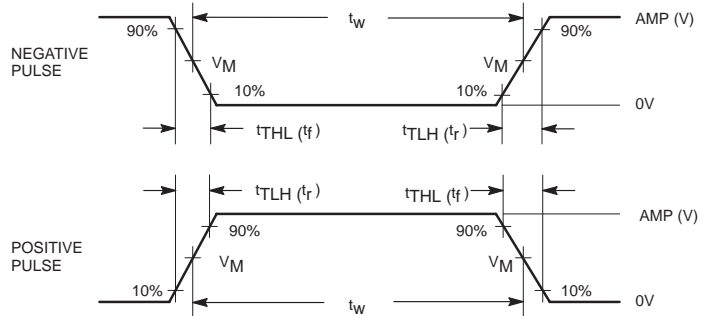 tw
AMP (V)
90%
90%
NEGATIVE
PULSE
VM
VM
10%
10%
0V
tTHL (tf)
tTLH (tr)
tTLH (tr)
tTHL (tf)
AMP (V)
90%
90%
POSITIVE
PULSE
VM
VM
10%
10%
tw
0V